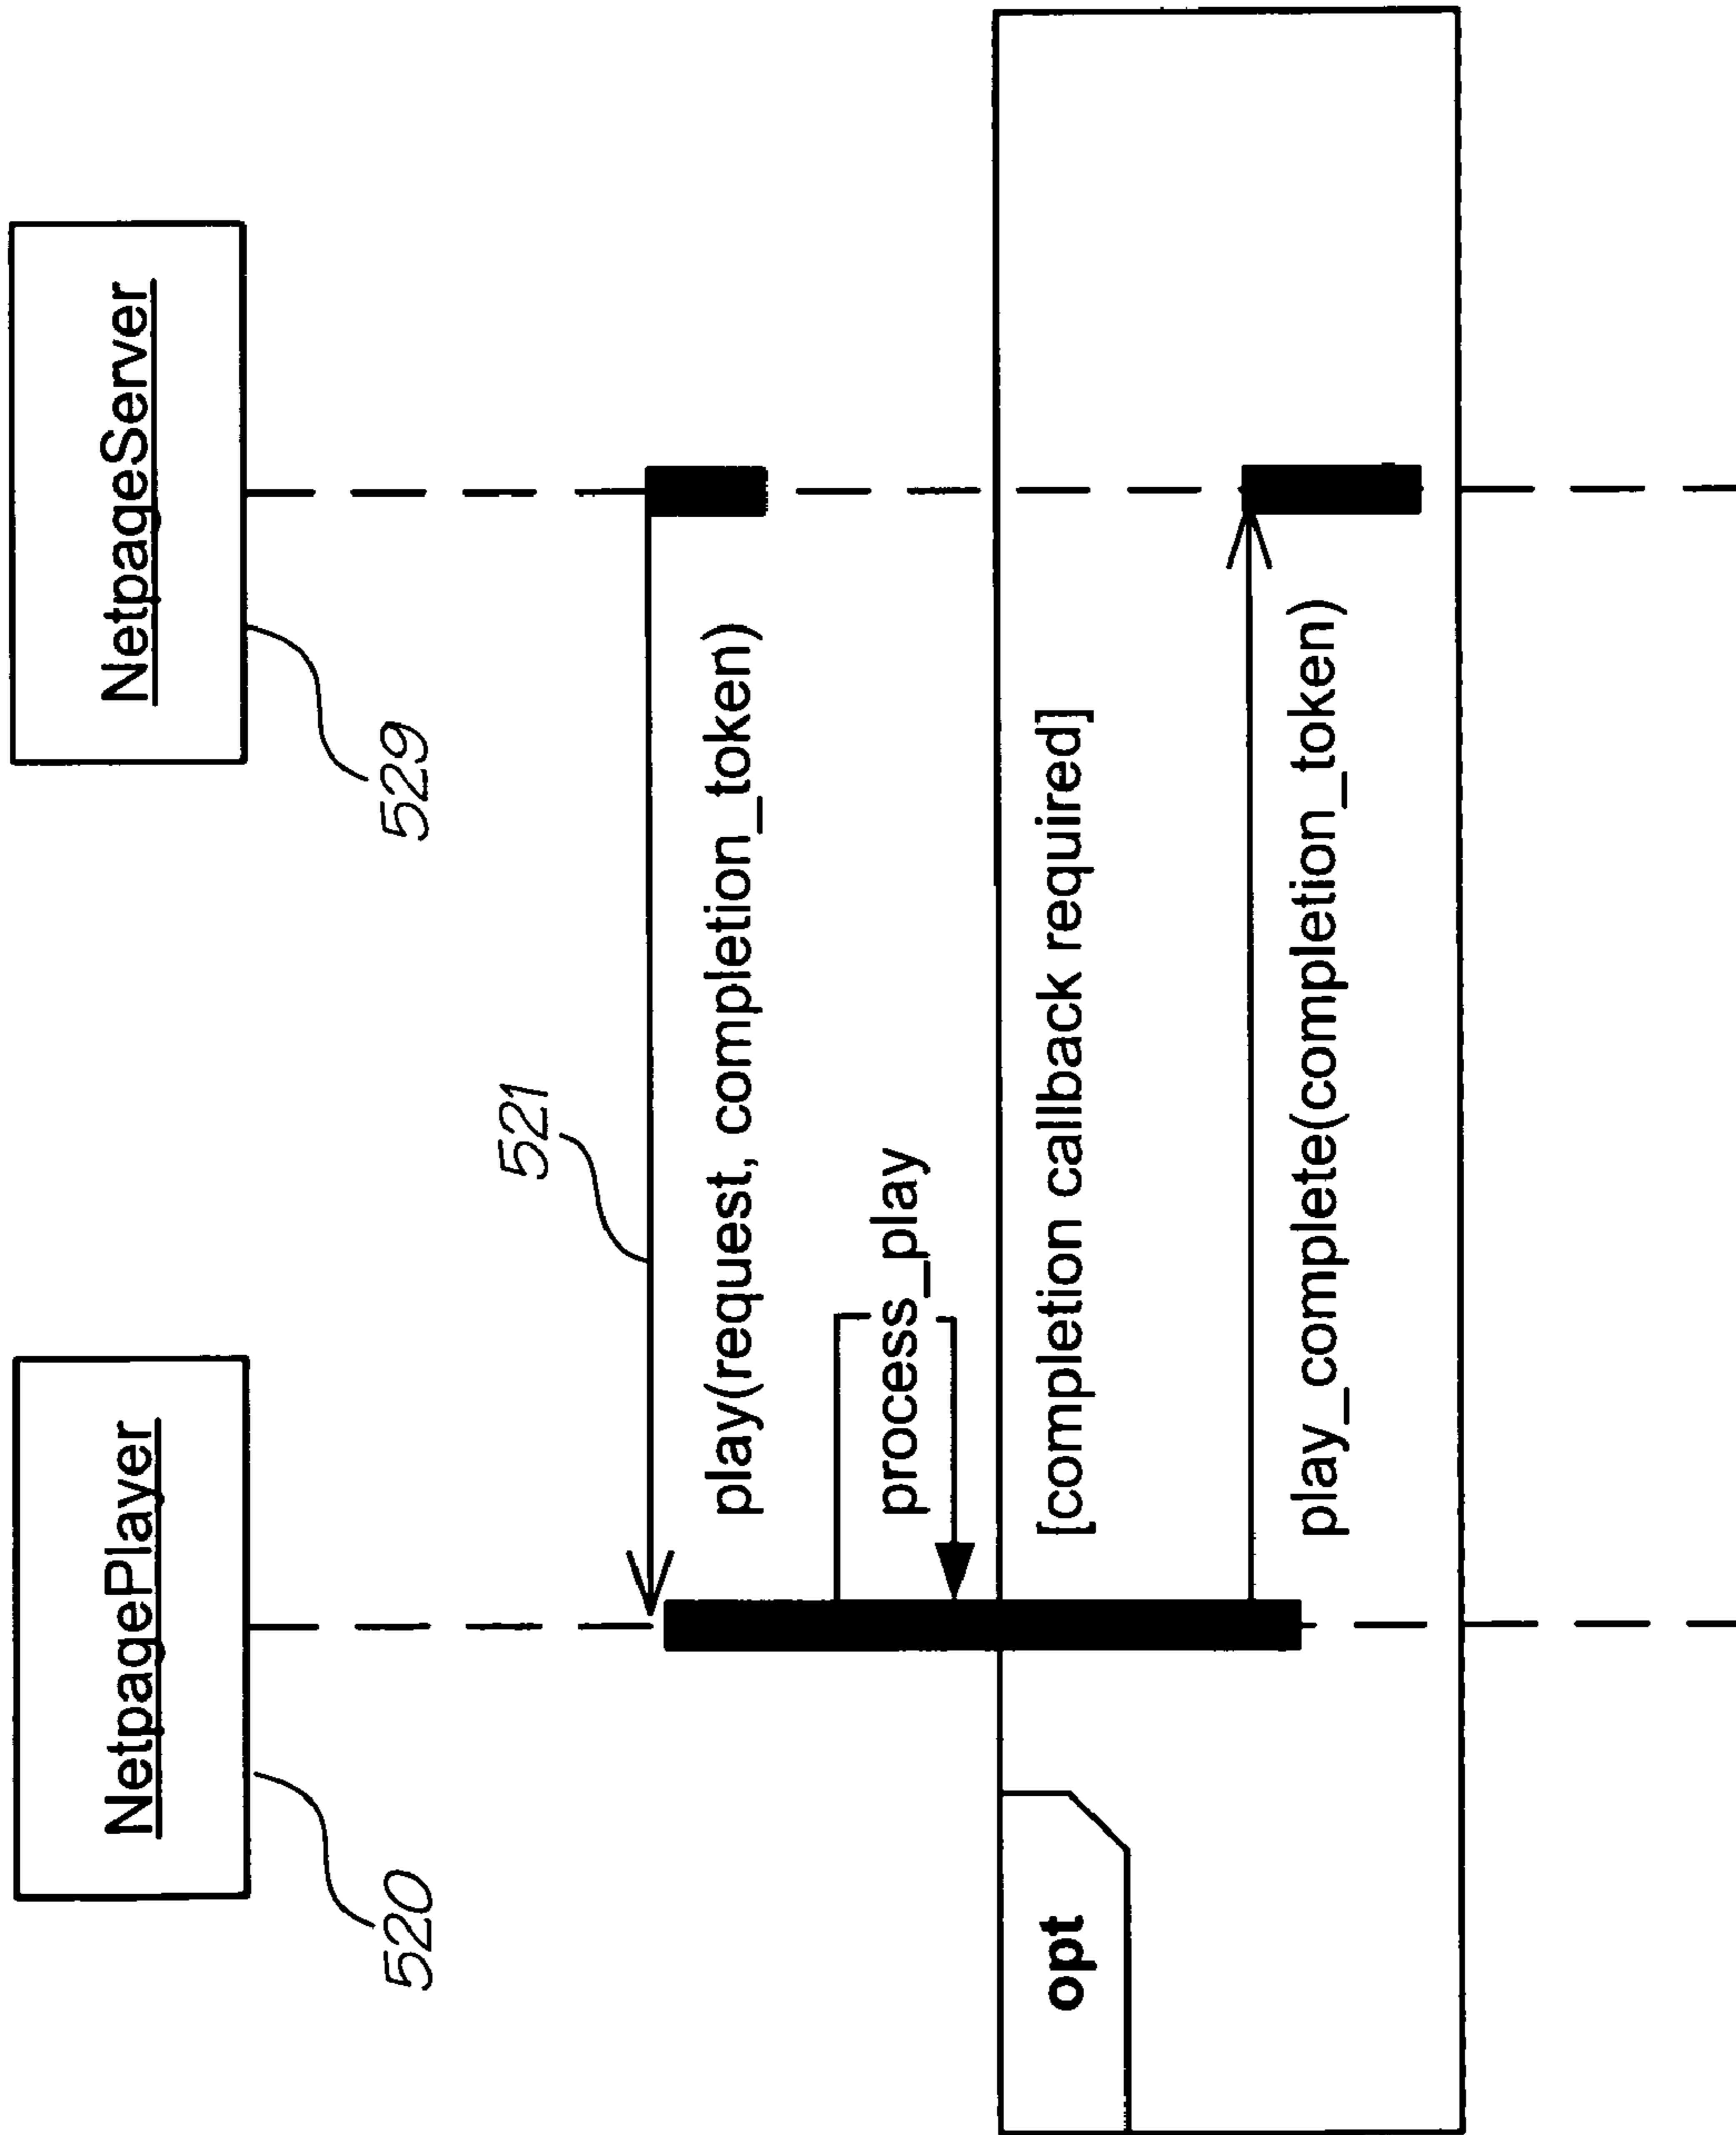 NetpagePlayer
NetpageServer
520
529
521
play(request, completion_token)
process_play
opt
[completion callback required]
play_complete(completion_token)